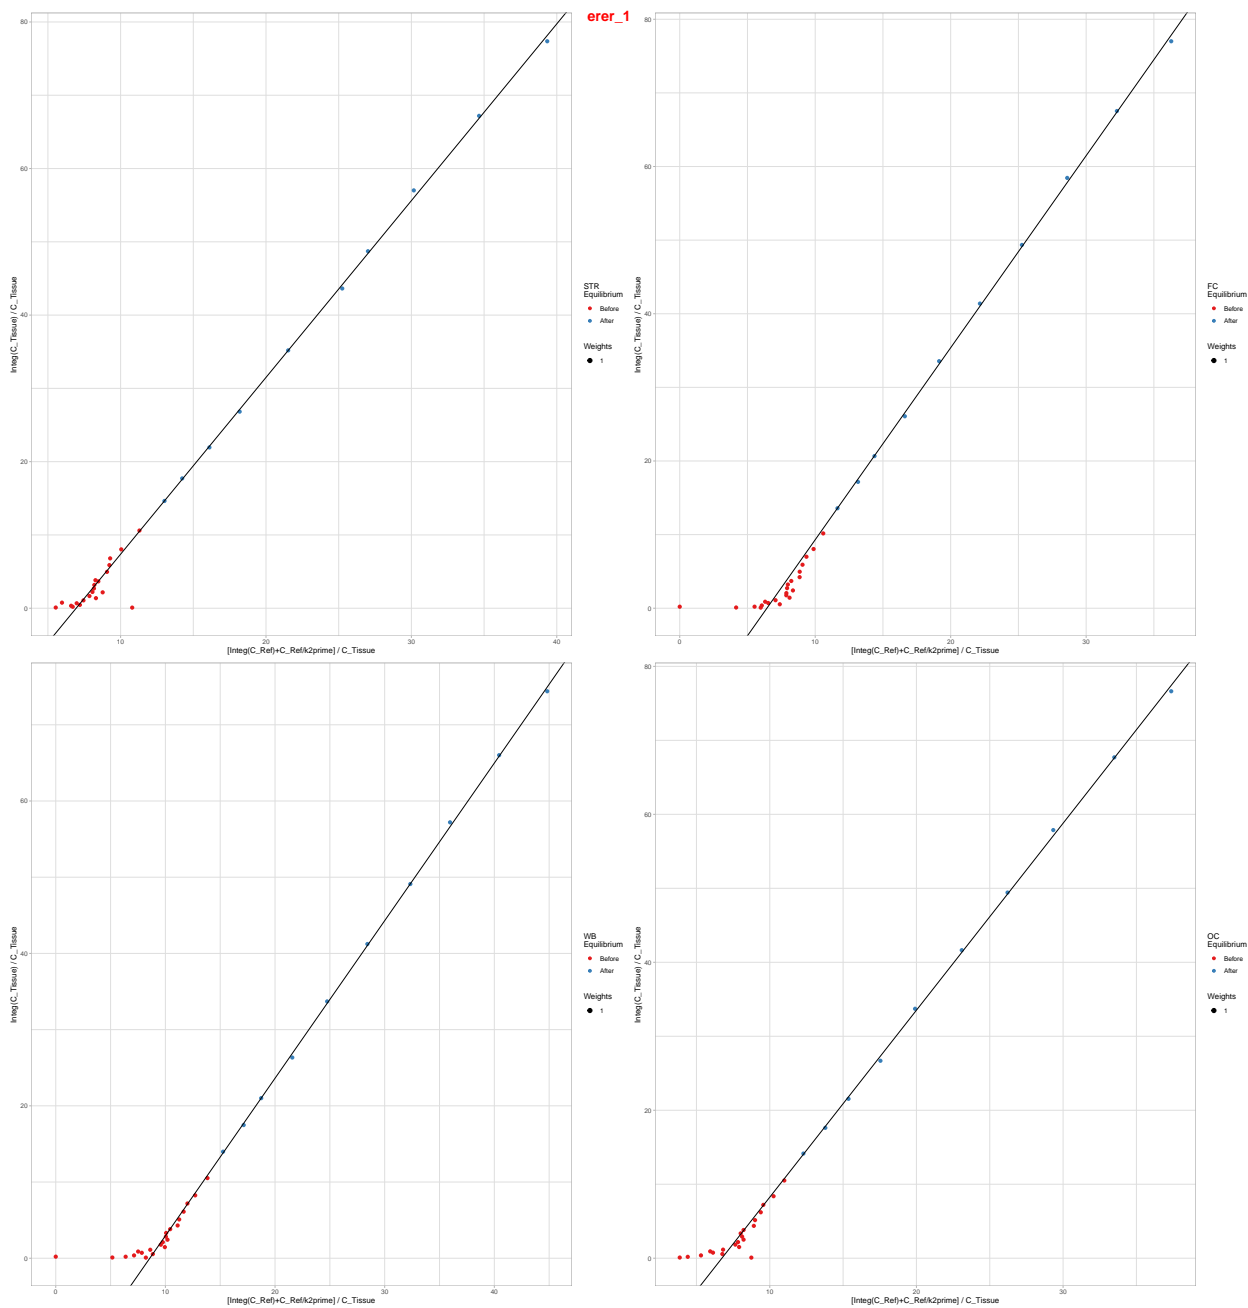 erer_1
80
60
40
20
0
10
20
30
40
Integ(C_Tissue) / C_Tissue
[Integ(C_Ref)+C_Ref/k2prime] / C_Tissue
STR
Equilibrium
Before
After
Weights
1
80
60
40
20
0
0
10
20
30
Integ(C_Tissue) / C_Tissue
[Integ(C_Ref)+C_Ref/k2prime] / C_Tissue
FC
Equilibrium
Before
After
Weights
1
60
40
20
0
0
10
20
30
40
Integ(C_Tissue) / C_Tissue
[Integ(C_Ref)+C_Ref/k2prime] / C_Tissue
WB
Equilibrium
Before
After
Weights
1
80
60
40
20
0
10
20
30
Integ(C_Tissue) / C_Tissue
[Integ(C_Ref)+C_Ref/k2prime] / C_Tissue
OC
Equilibrium
Before
After
Weights
1